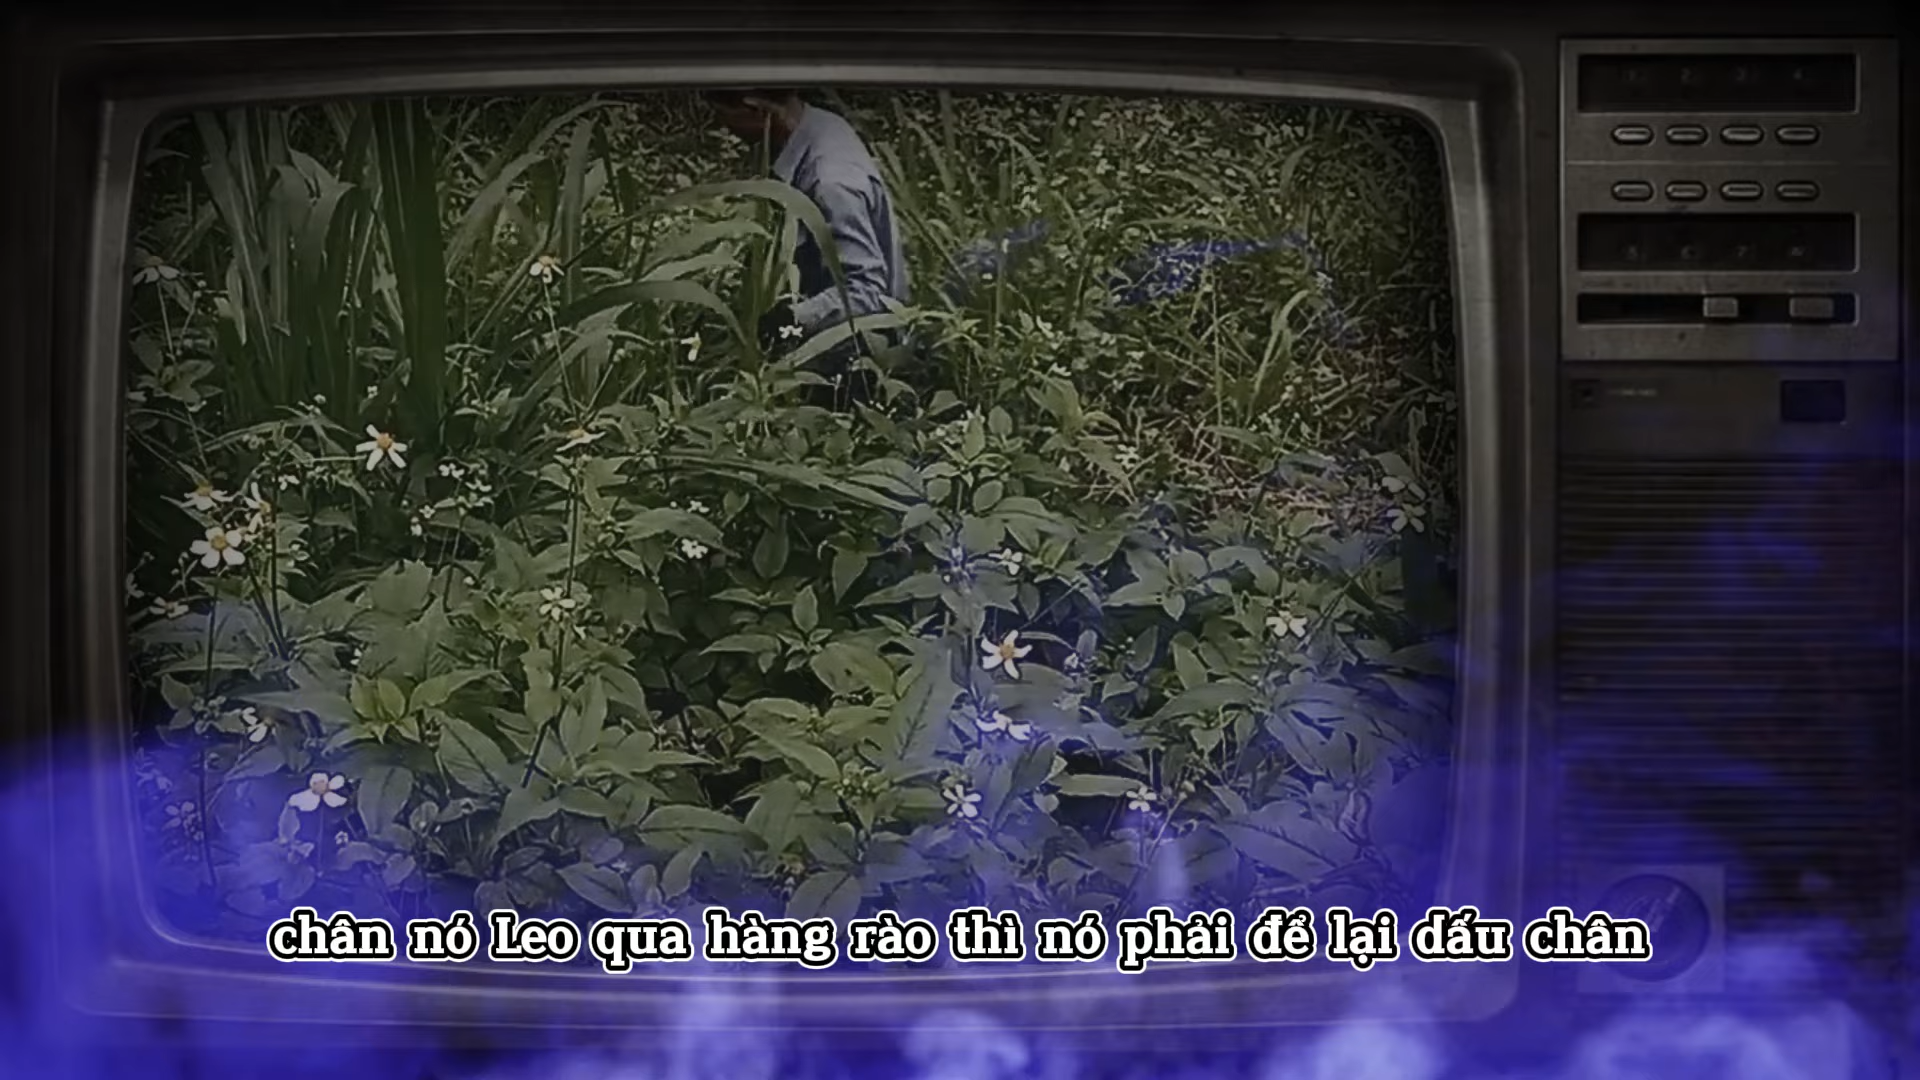 chân nó Leo qua hàng rào thì nó phải để lại dấu chân